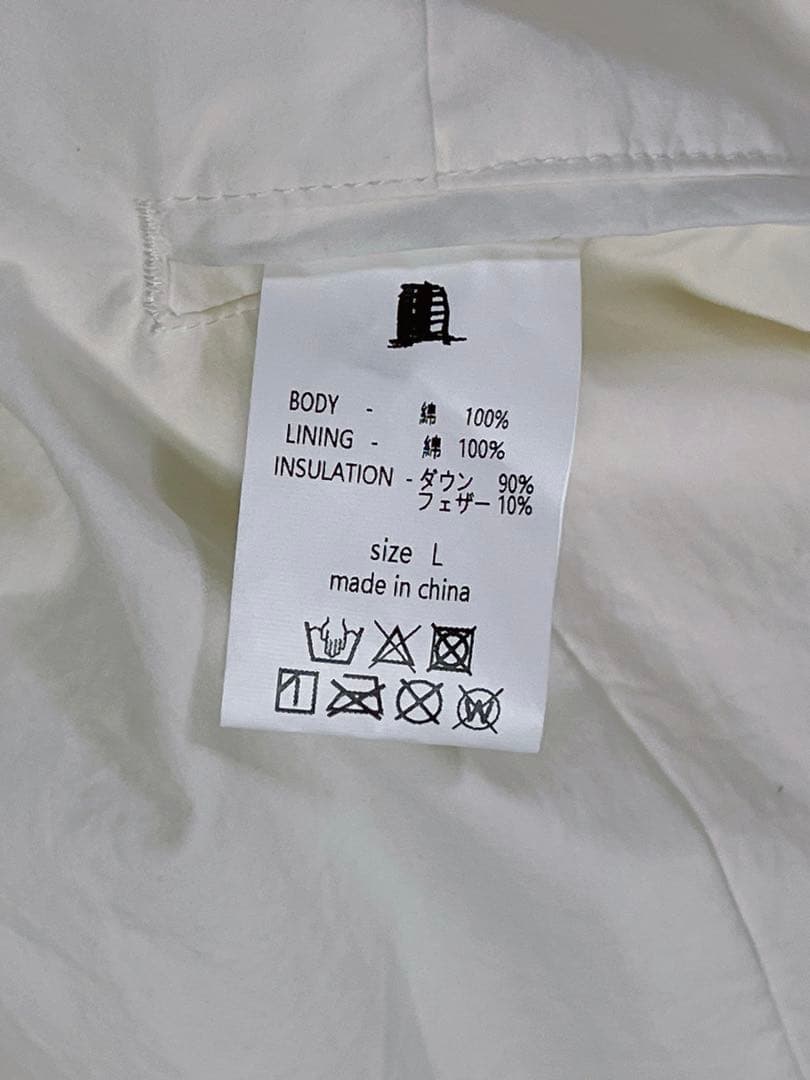 BODY - 綿 100%
LINING - 綿 100%
INSULATION - ダウン 90%
フェザー 10%
size L
made in china
W